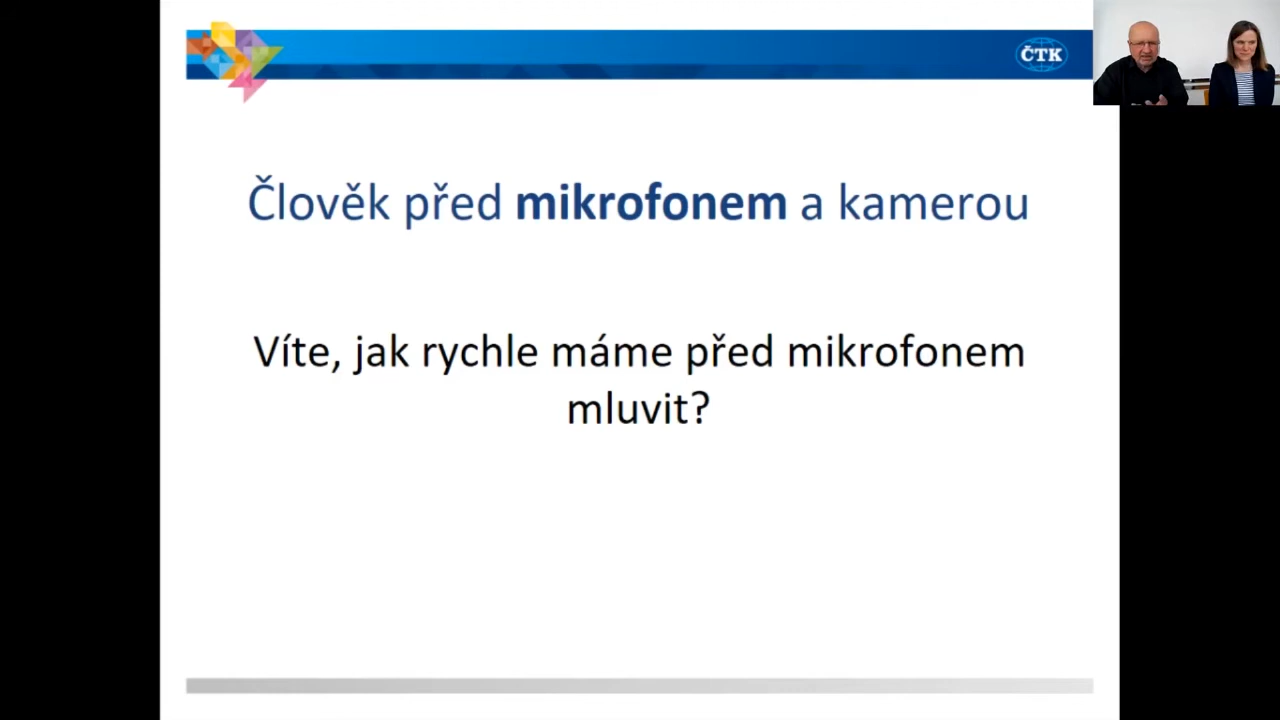 ČTK
Člověk před mikrofonem a kamerou
Víte, jak rychle máme před mikrofonem
mluvit?